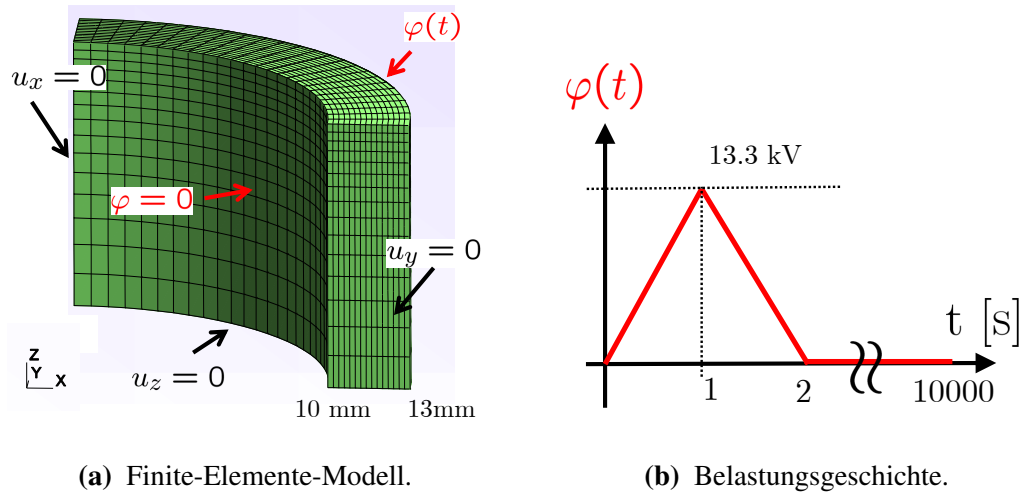 φ(t)
u_x = 0
φ = 0
u_y = 0
u_z = 0
Z
Y
X
10 mm
13mm
φ(t)
13.3 kV
t [s]
1
2
10000
(a) Finite-Elemente-Modell.
(b) Belastungsgeschichte.